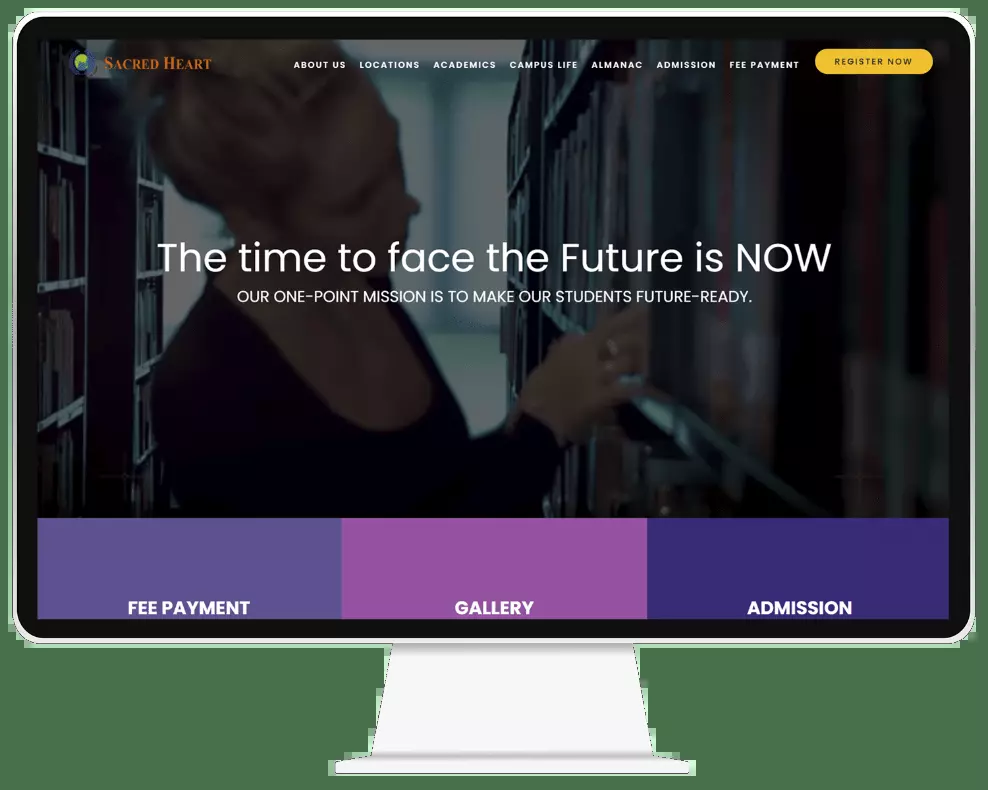 SACRED HEART
ABOUT US LOCATIONS ACADEMICS CAMPUS LIFE ALMANAC ADMISSION FEE PAYMENT REGISTER NOW
The time to face the Future is NOW
OUR ONE-POINT MISSION IS TO MAKE OUR STUDENTS FUTURE-READY.
FEE PAYMENT GALLERY ADMISSION